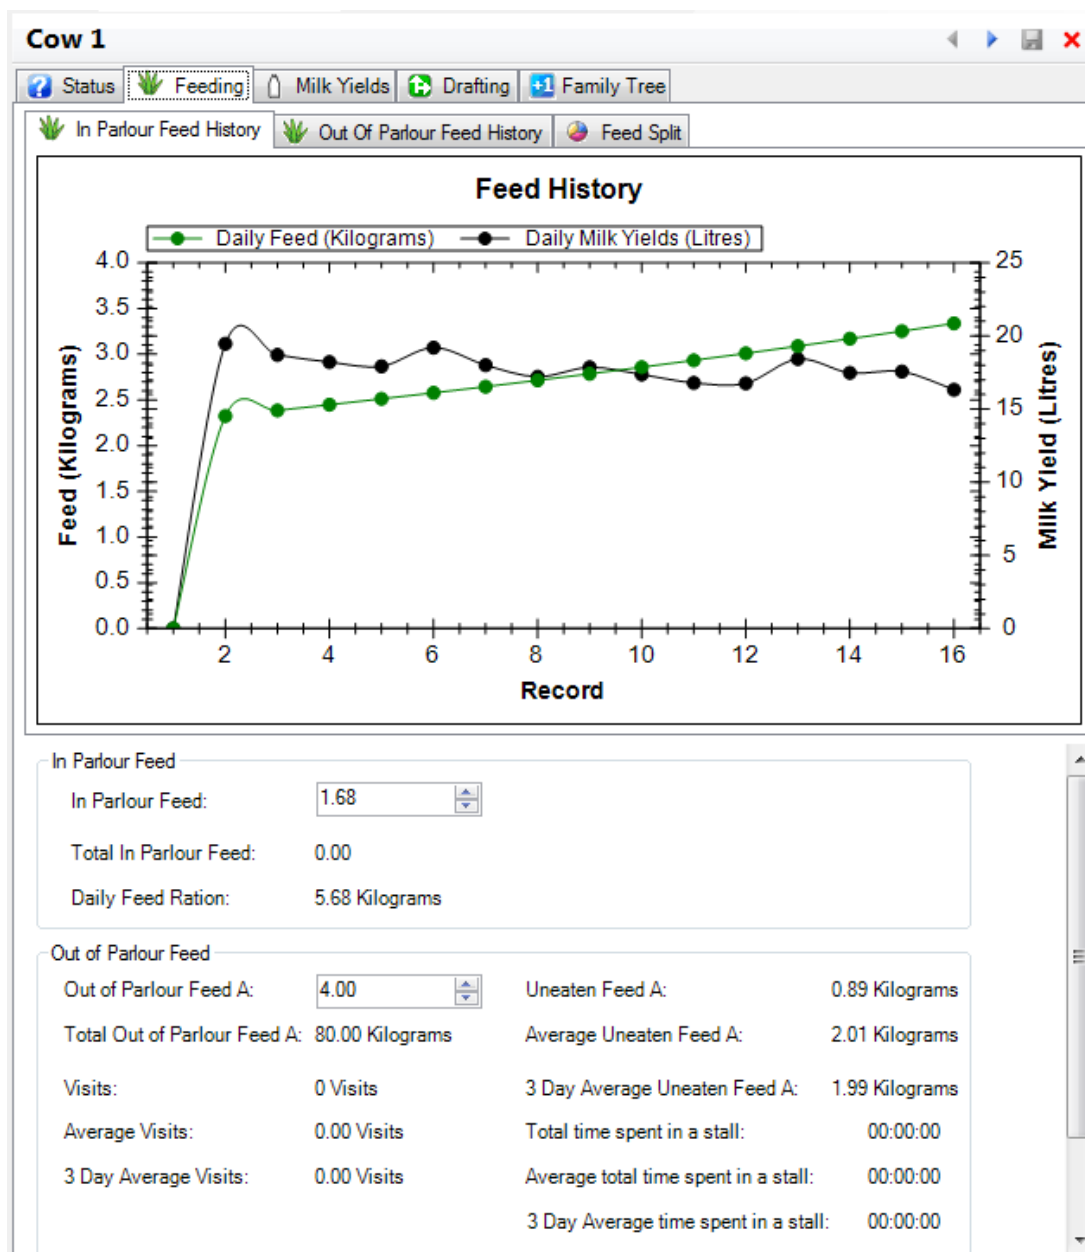 Cow 1
Status Feeding Milk Yields Drafting +1 Family Tree
In Parlour Feed History Out Of Parlour Feed History Feed Split
Feed History
Daily Feed (Kilograms) Daily Milk Yields (Litres)
4.0 25
3.5
20
3.0
2.5
15
2.0
1.5 10
1.0
5
0.5
0.0 0
Feed (Kilograms)
Milk Yield (Litres)
2 4 6 8 10 12 14 16
Record
In Parlour Feed
In Parlour Feed: 1.68
Total In Parlour Feed: 0.00
Daily Feed Ration: 5.68 Kilograms
Out of Parlour Feed
Out of Parlour Feed A: 4.00 Uneaten Feed A: 0.89 Kilograms
Total Out of Parlour Feed A: 80.00 Kilograms Average Uneaten Feed A: 2.01 Kilograms
Visits: 0 Visits 3 Day Average Uneaten Feed A: 1.99 Kilograms
Average Visits: 0.00 Visits Total time spent in a stall: 00:00:00
3 Day Average Visits: 0.00 Visits Average total time spent in a stall: 00:00:00
3 Day Average time spent in a stall: 00:00:00